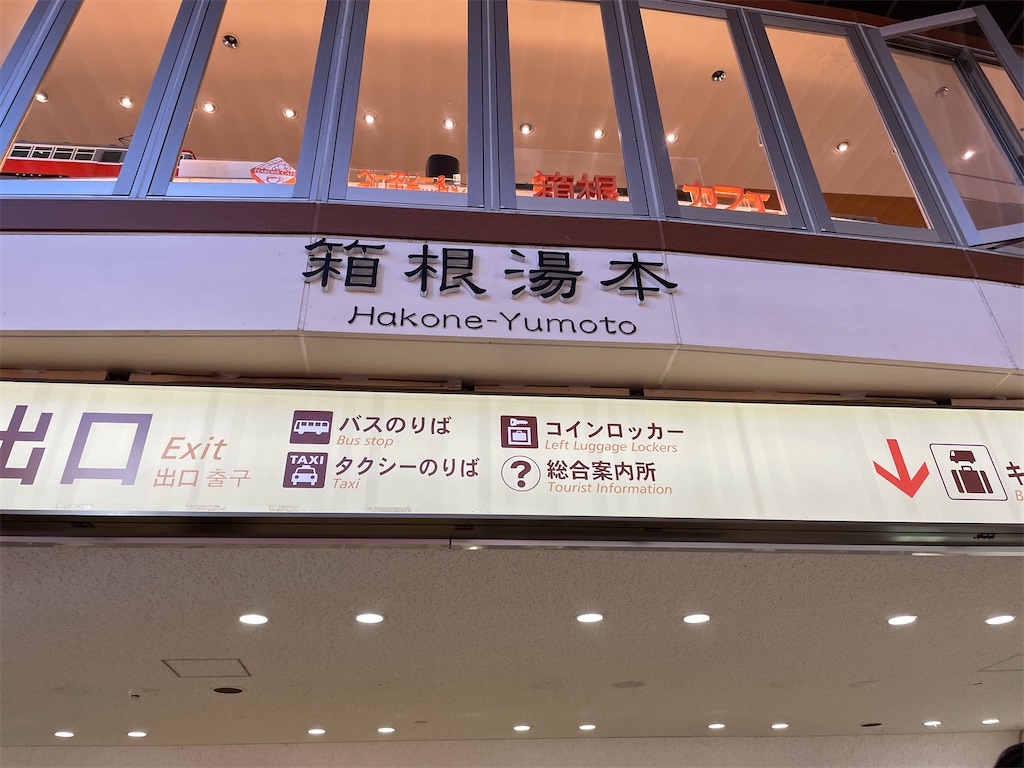 箱根 カフェ
箱根湯本
Hakone-Yumoto
出口 Exit
出口 출구
バスのりば
Bus stop
TAXI
タクシーのりば
Taxi
コインロッカー
Left Luggage Lockers
?
総合案内所
Tourist Information
キ
B